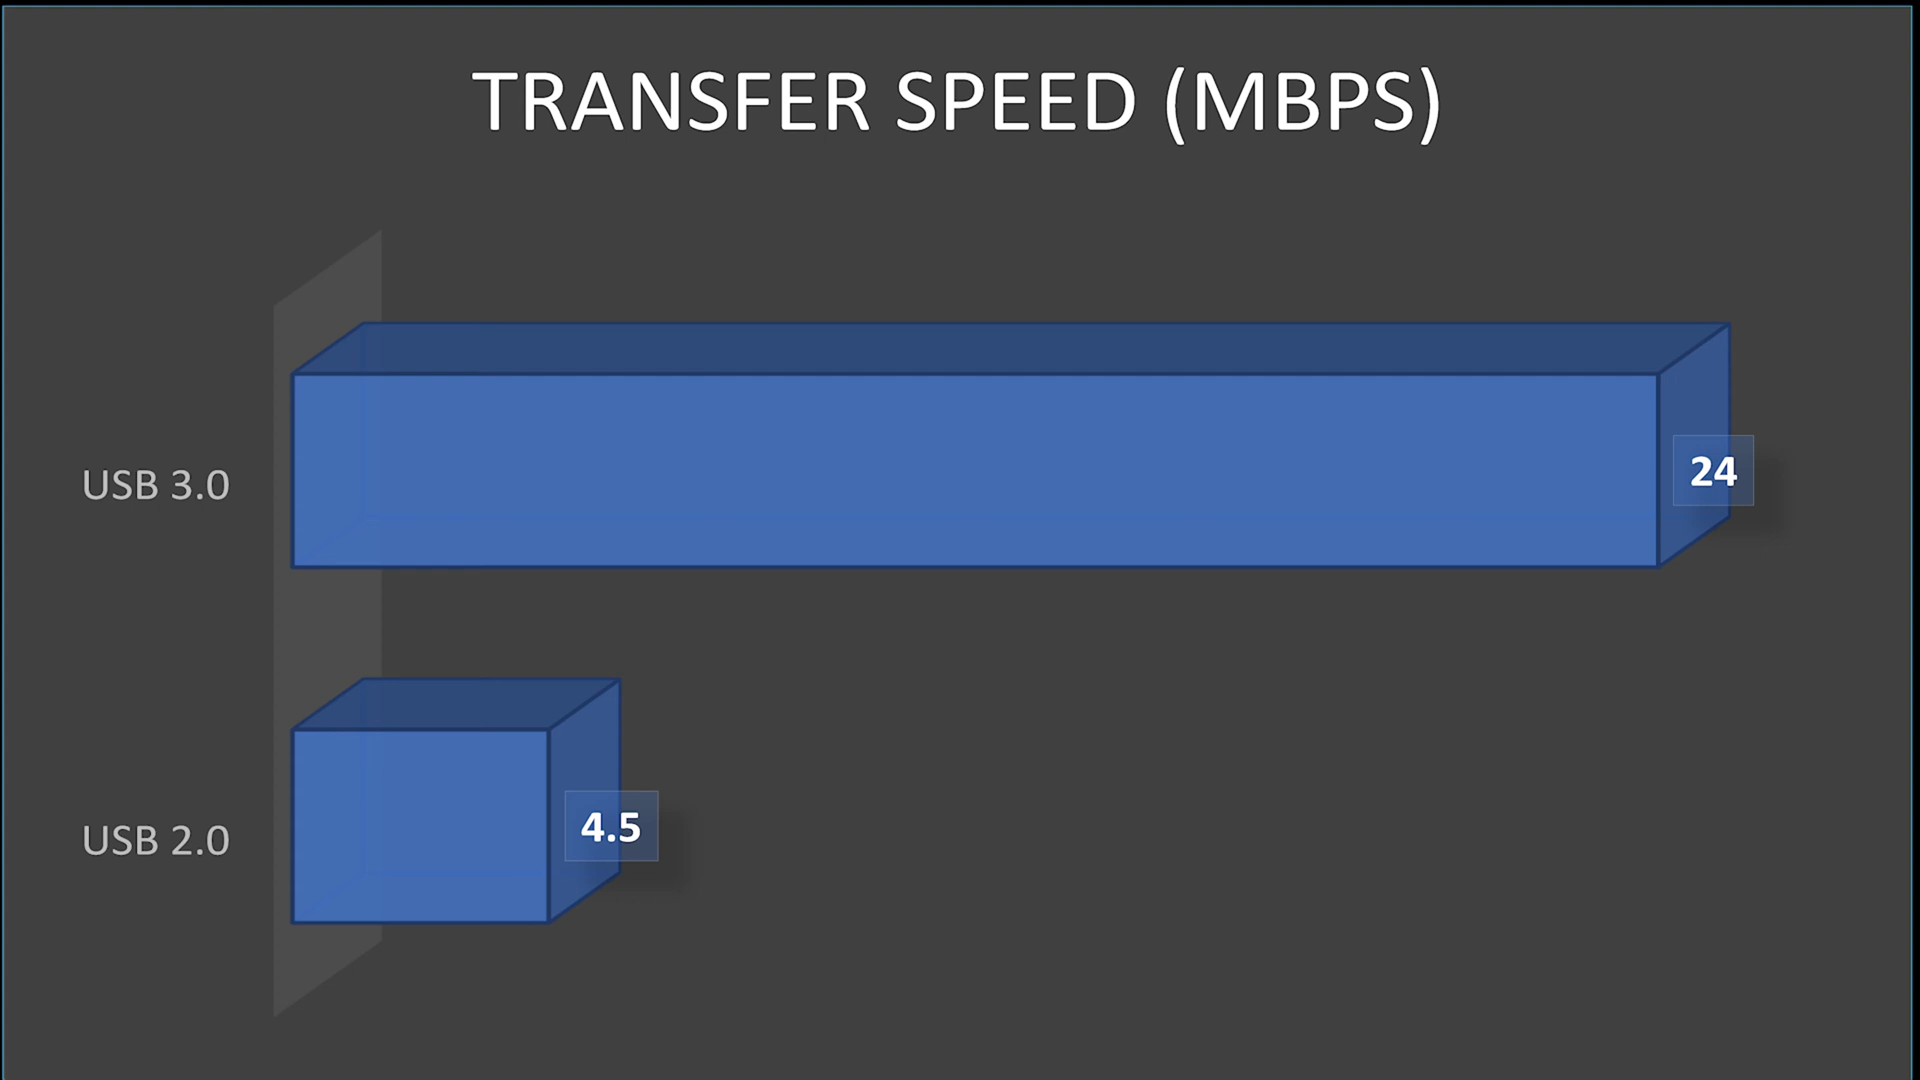 TRANSFER SPEED (MBPS)
USB 3.0
24
USB 2.0
4.5